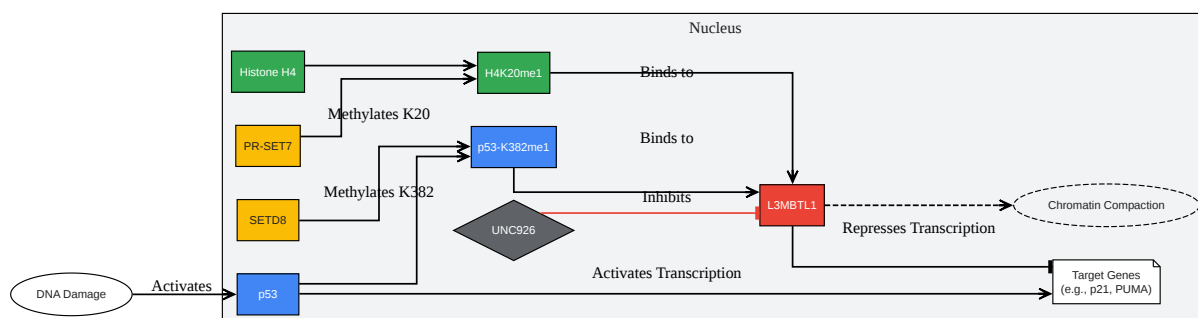 Nucleus
Histone H4
H4K20me1
Binds to
Methylates K20
PR-SET7
p53-K382me1
Binds to
Methylates K382
Inhibits
L3MBTL1
Chromatin Compaction
SETD8
UNC926
Represses Transcription
Activates Transcription
DNA Damage
Activates
p53
Target Genes
(e.g., p21, PUMA)